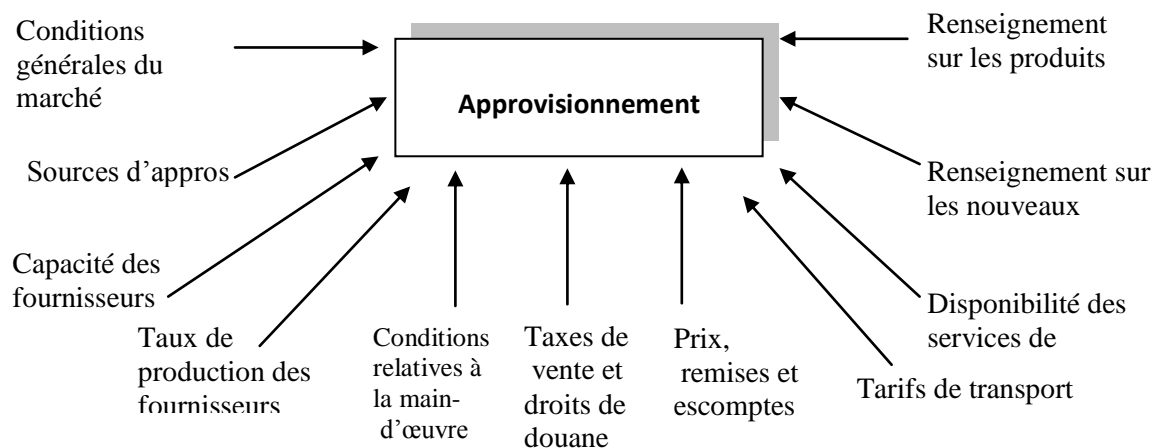 Conditions
générales du
marché
Renseignement
sur les produits
Approvisionnement
Sources d’appros
Renseignement sur
les nouveaux
Capacité des
fournisseurs
Disponibilité des
services de
Taux de
production des
fournisseurs
Conditions
relatives à
la main-
d’œuvre
Taxes de
vente et
droits de
douane
Prix,
remises et
escomptes
Tarifs de transport